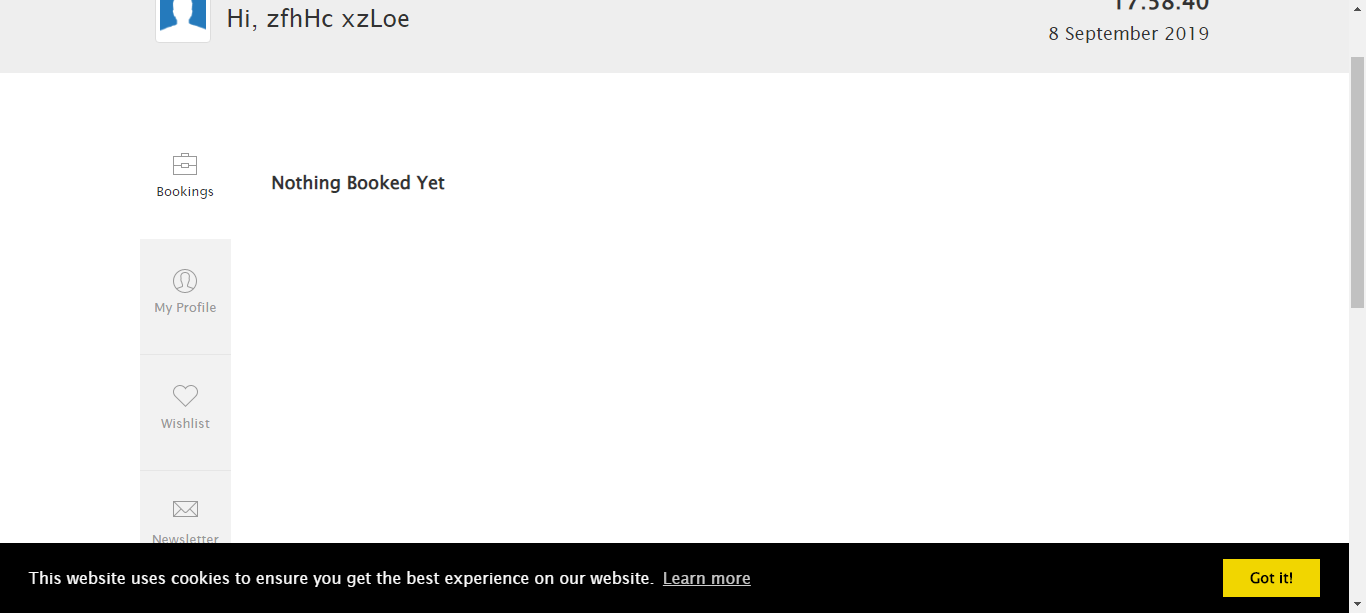 Hi, zfhHc xzLoe
17:58:40
8 September 2019
Bookings
Nothing Booked Yet
My Profile
Wishlist
Newsletter
This website uses cookies to ensure you get the best experience on our website. Learn more
Got it!